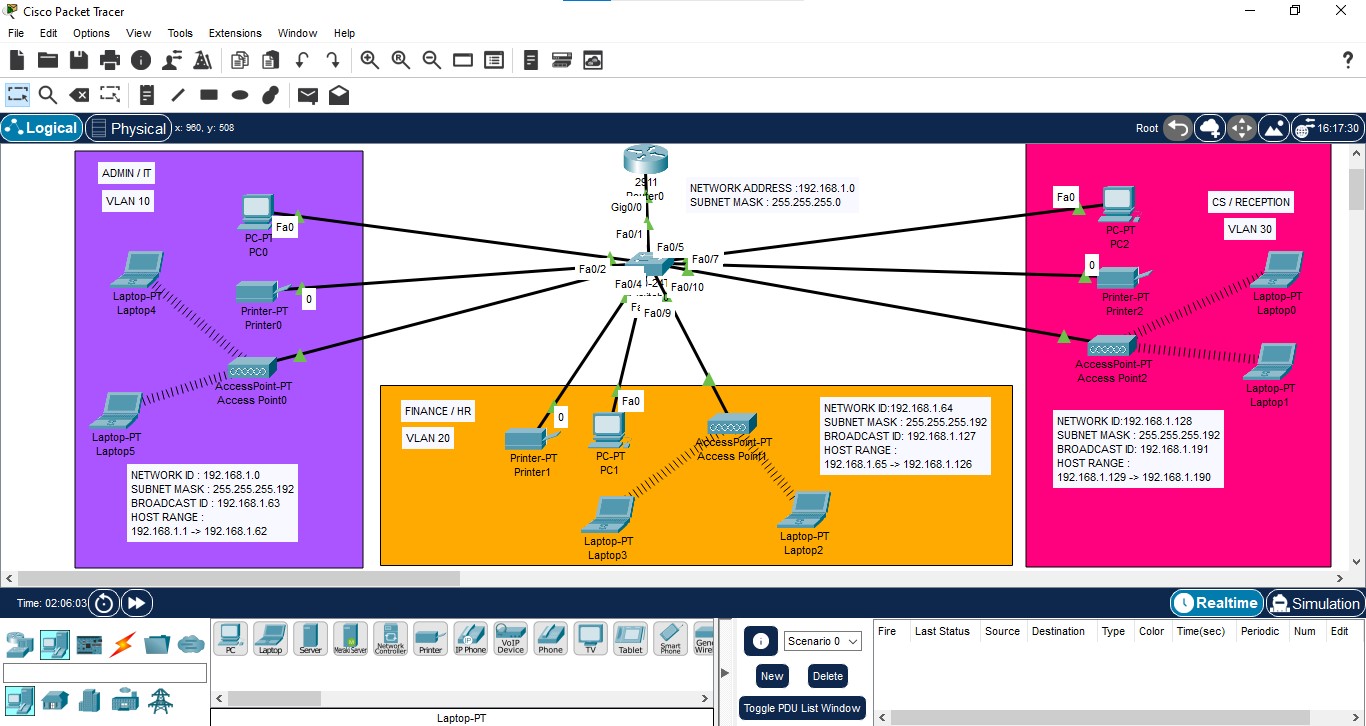 Cisco Packet Tracer
File Edit Options View Tools Extensions Window Help
Logical Physical x: 960, y: 508 Root 16:17:30
ADMIN / IT
VLAN 10
PC-PT
PC0
Fa0
Laptop-PT
Laptop4
Printer-PT
Printer0
0
AccessPoint-PT
Access Point0
Laptop-PT
Laptop5
NETWORK ID : 192.168.1.0
SUBNET MASK : 255.255.255.192
BROADCAST ID : 192.168.1.63
HOST RANGE :
192.168.1.1 -> 192.168.1.62
2911
Router0
Gig0/0
NETWORK ADDRESS :192.168.1.0
SUBNET MASK : 255.255.255.0
Fa0/1
Fa0/5
Fa0/7
Fa0/2
Fa0/4
Fa0/10
Fa0/9
FINANCE / HR
VLAN 20
Printer-PT
Printer1
0
PC-PT
PC1
Fa0
AccessPoint-PT
Access Point1
Laptop-PT
Laptop3
Laptop-PT
Laptop2
NETWORK ID:192.168.1.64
SUBNET MASK : 255.255.255.192
BROADCAST ID: 192.168.1.127
HOST RANGE :
192.168.1.65 -> 192.168.1.126
CS / RECEPTION
VLAN 30
Fa0
PC-PT
PC2
0
Printer-PT
Printer2
Laptop-PT
Laptop0
AccessPoint-PT
Access Point2
Laptop-PT
Laptop1
NETWORK ID:192.168.1.128
SUBNET MASK : 255.255.255.192
BROADCAST ID: 192.168.1.191
HOST RANGE :
192.168.1.129 -> 192.168.1.190
Time: 02:06:03 Realtime Simulation
PC Laptop Server Meraki Server Network Controller Printer IP Phone VoIP Device Phone TV Tablet Smart Phone
Laptop-PT
Scenario 0
New Delete
Toggle PDU List Window
Fire Last Status Source Destination Type Color Time(sec) Periodic Num Edit